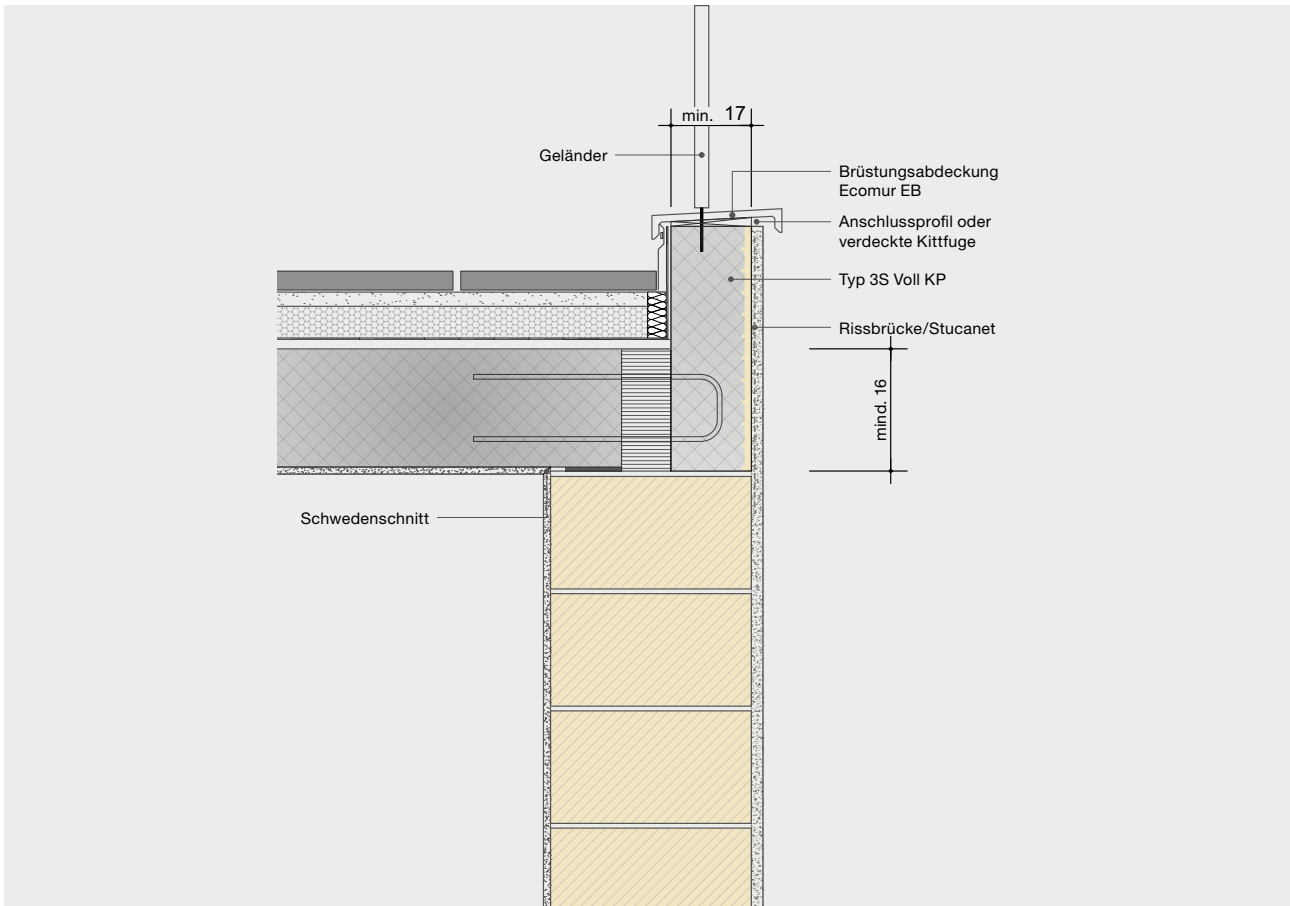 min. 17
Geländer
Brüstungsabdeckung
Ecomur EB
Anschlussprofil oder
verdeckte Kittfuge
Typ 3S Voll KP
Rissbrücke/Stucanet
mind. 16
Schwedenschnitt